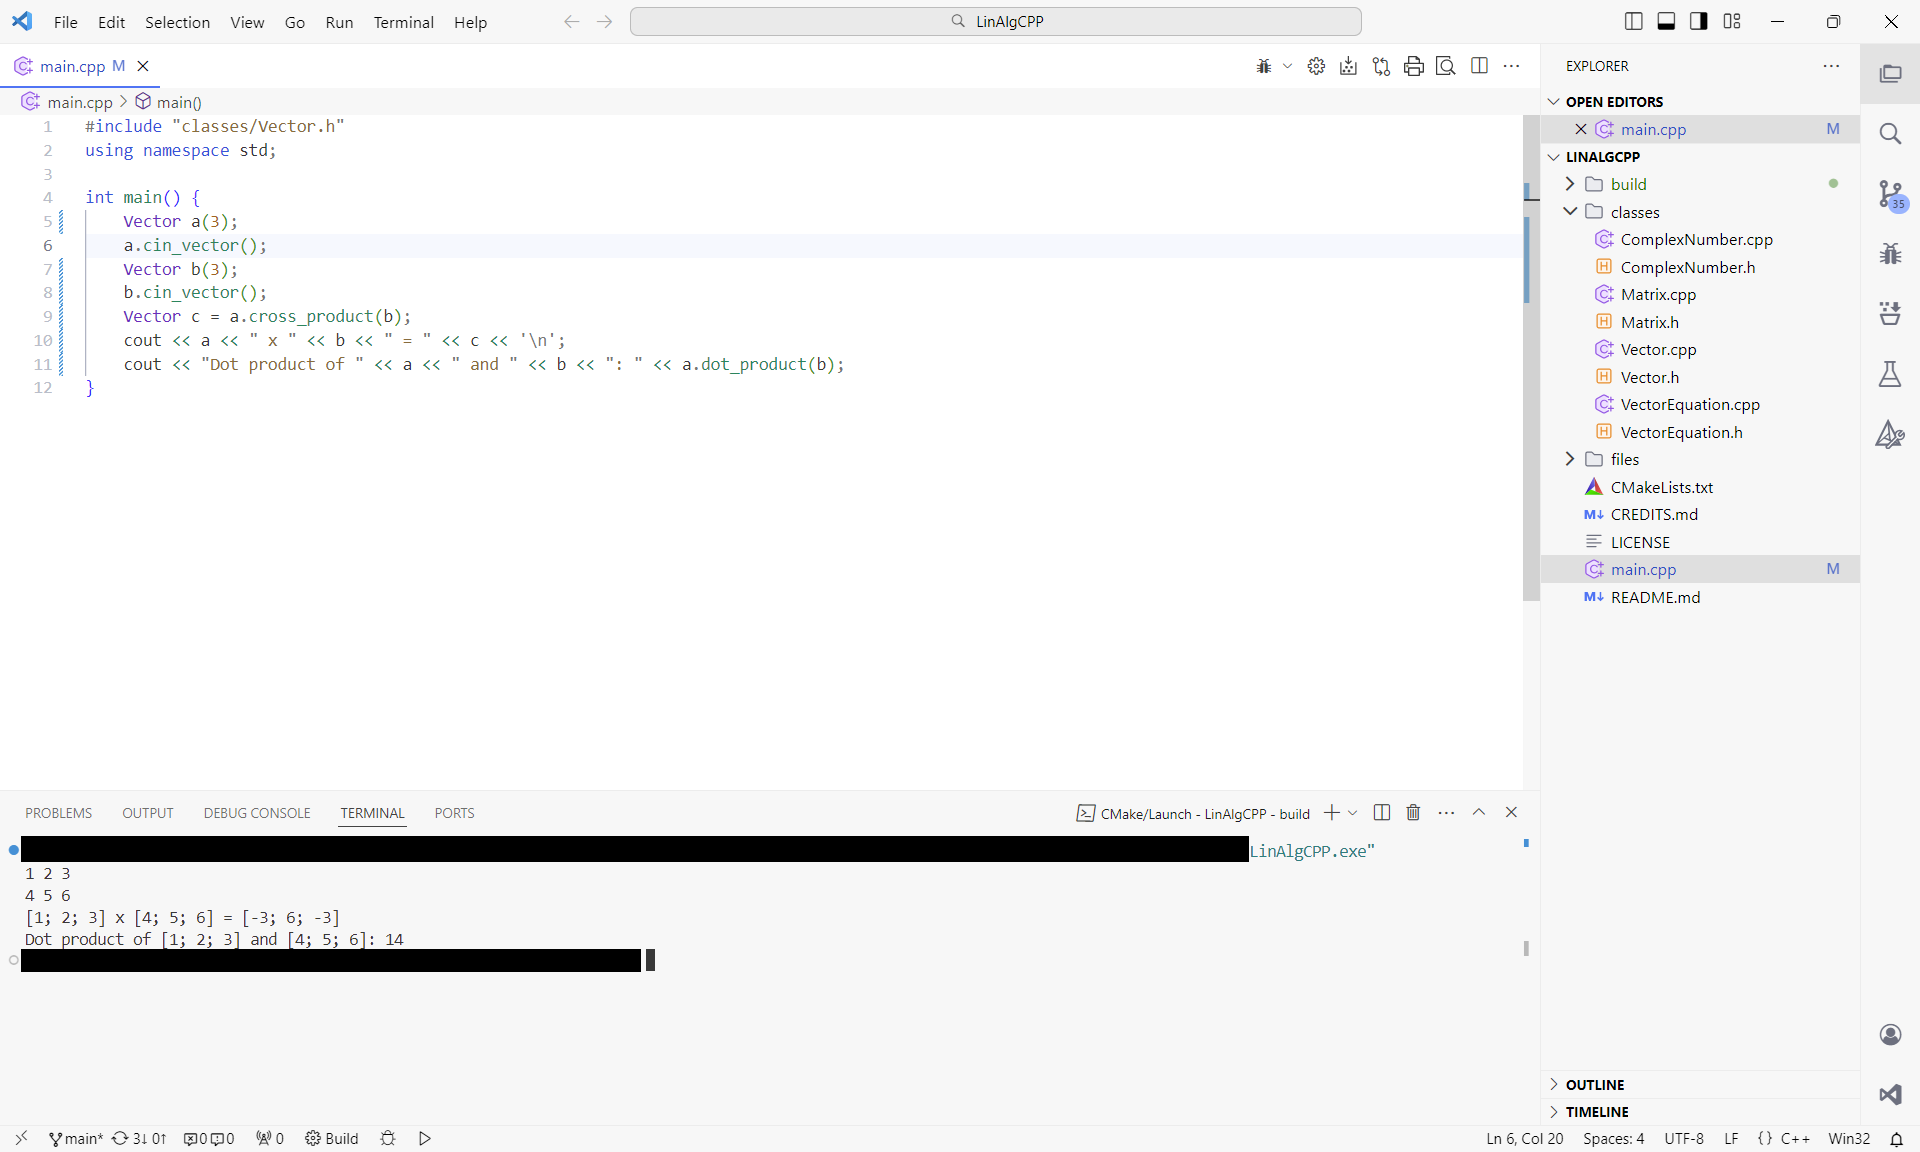 File Edit Selection View Go Run Terminal Help
LinAlgCPP
main.cpp M
main.cpp > main()
1 #include "classes/Vector.h"
2 using namespace std;
3
4 int main() {
5 Vector a(3);
6 a.cin_vector();
7 Vector b(3);
8 b.cin_vector();
9 Vector c = a.cross_product(b);
10 cout << a << " x " << b << " = " << c << '\n';
11 cout << "Dot product of " << a << " and " << b << ": " << a.dot_product(b);
12 }
PROBLEMS OUTPUT DEBUG CONSOLE TERMINAL PORTS
CMake/Launch - LinAlgCPP - build
LinAlgCPP.exe"
1 2 3
4 5 6
[1; 2; 3] x [4; 5; 6] = [-3; 6; -3]
Dot product of [1; 2; 3] and [4; 5; 6]: 14
EXPLORER
OPEN EDITORS
main.cpp M
LINALGCPP
build
classes
ComplexNumber.cpp
H ComplexNumber.h
Matrix.cpp
H Matrix.h
Vector.cpp
H Vector.h
VectorEquation.cpp
H VectorEquation.h
files
CMakeLists.txt
M↓ CREDITS.md
LICENSE
main.cpp M
M↓ README.md
OUTLINE
TIMELINE
35
main* 3↓ 0↑ 0 0 0 Build
Ln 6, Col 20 Spaces: 4 UTF-8 LF {} C++ Win32